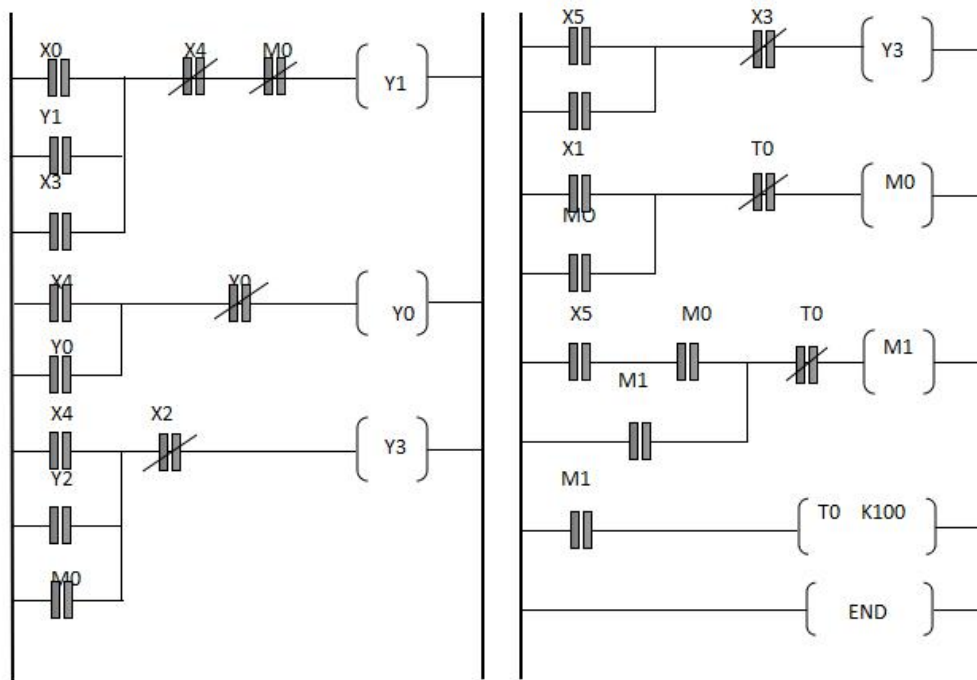 X0 X4 M0
Y1
Y1
X3
X4 Y0
Y0
Y0
X4 X2
Y3
Y2
M0
X5 X3
Y3
X1 T0
M0
MO
X5 M0 T0
M1
M1
M1
T0 K100
END